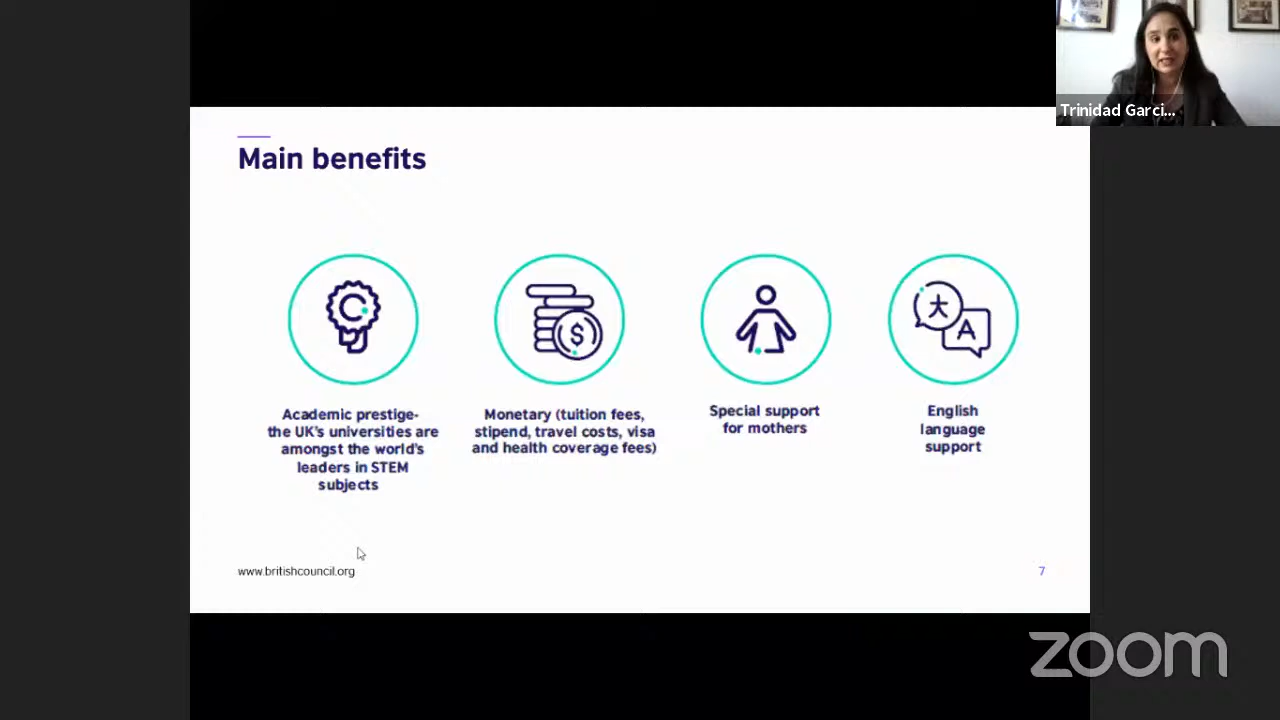 Trinidad Garci...
Main benefits
C
$
大
A
Academic prestige-
the UK's universities are
amongst the world's
leaders in STEM
subjects
Monetary (tuition fees,
stipend, travel costs, visa
and health coverage fees)
Special support
for mothers
English
language
support
www.britishcouncil.org
7
zoom